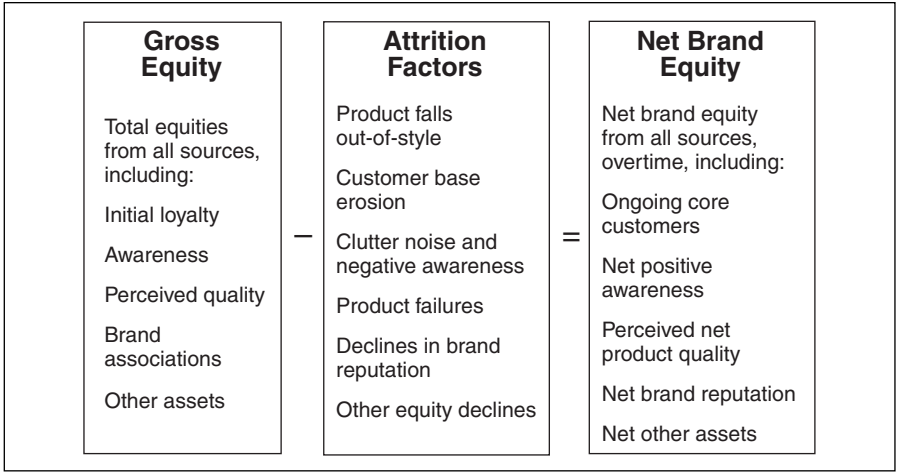 Gross
Equity
Total equities
from all sources,
including:
Initial loyalty
Awareness
Perceived quality
Brand
associations
Other assets
–
Attrition
Factors
Product falls
out-of-style
Customer base
erosion
Clutter noise and
negative awareness
Product failures
Declines in brand
reputation
Other equity declines
=
Net Brand
Equity
Net brand equity
from all sources,
overtime, including:
Ongoing core
customers
Net positive
awareness
Perceived net
product quality
Net brand reputation
Net other assets